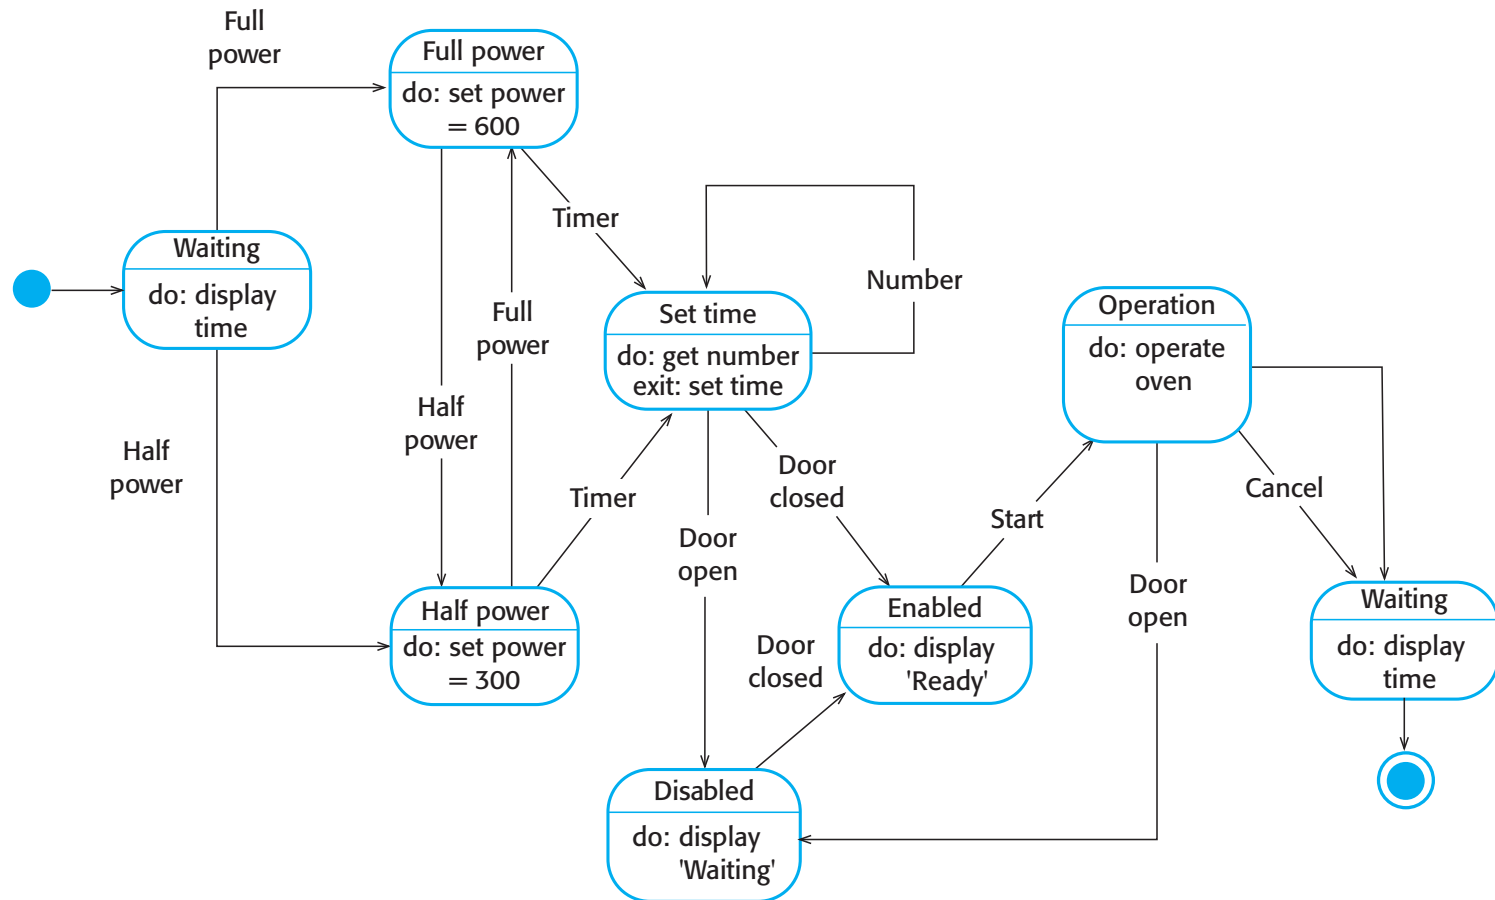 Full
power
Full power
do: set power
= 600
Timer
Waiting
do: display
time
Number
Full
power
Set time
do: get number
exit: set time
Operation
do: operate
oven
Half
power
Half
power
Door
closed
Timer
Cancel
Start
Door
open
Door
open
Half power
do: set power
= 300
Enabled
do: display
'Ready'
Door
closed
Waiting
do: display
time
Disabled
do: display
'Waiting'